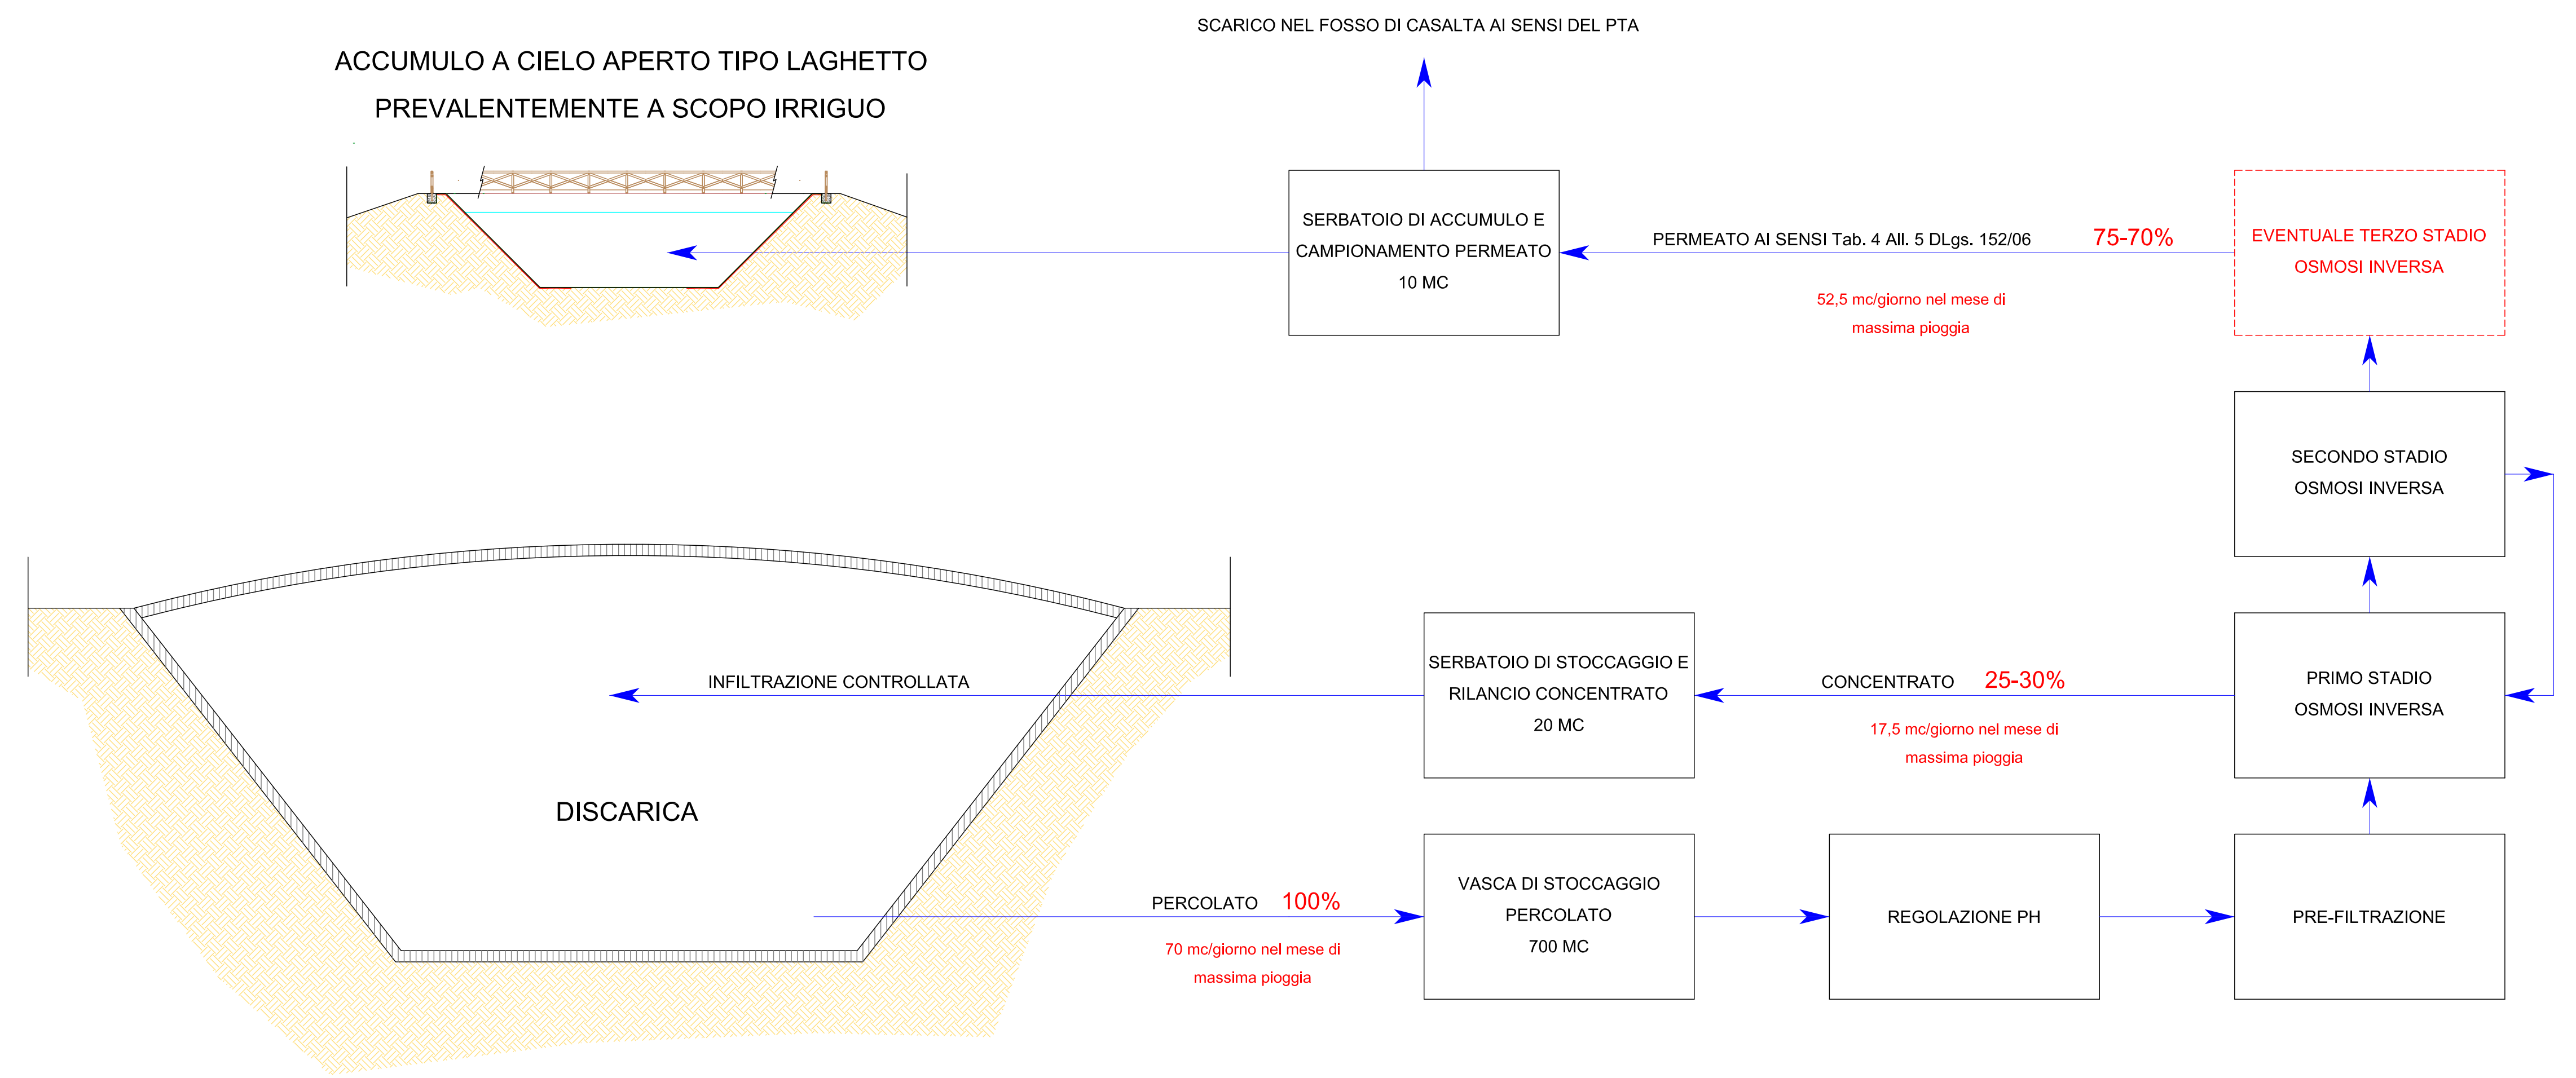 SCARICO NEL FOSSO DI CASALTA AI SENSI DEL PTA
ACCUMULO A CIELO APERTO TIPO LAGHETTO
PREVALENTEMENTE A SCOPO IRRIGUO
SERBATOIO DI ACCUMULO E
CAMPIONAMENTO PERMEATO
10 MC
PERMEATO AI SENSI Tab. 4 All. 5 DLgs. 152/06 75-70%
52,5 mc/giorno nel mese di
massima pioggia
EVENTUALE TERZO STADIO
OSMOSI INVERSA
SECONDO STADIO
OSMOSI INVERSA
INFILTRAZIONE CONTROLLATA
SERBATOIO DI STOCCAGGIO E
RILANCIO CONCENTRATO
20 MC
CONCENTRATO 25-30%
17,5 mc/giorno nel mese di
massima pioggia
PRIMO STADIO
OSMOSI INVERSA
DISCARICA
PERCOLATO 100%
70 mc/giorno nel mese di
massima pioggia
VASCA DI STOCCAGGIO
PERCOLATO
700 MC
REGOLAZIONE PH
PRE-FILTRAZIONE